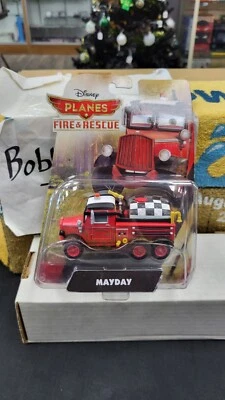 Disney
PLANES
FIRE & RESCUE
Bob
MAYDAY